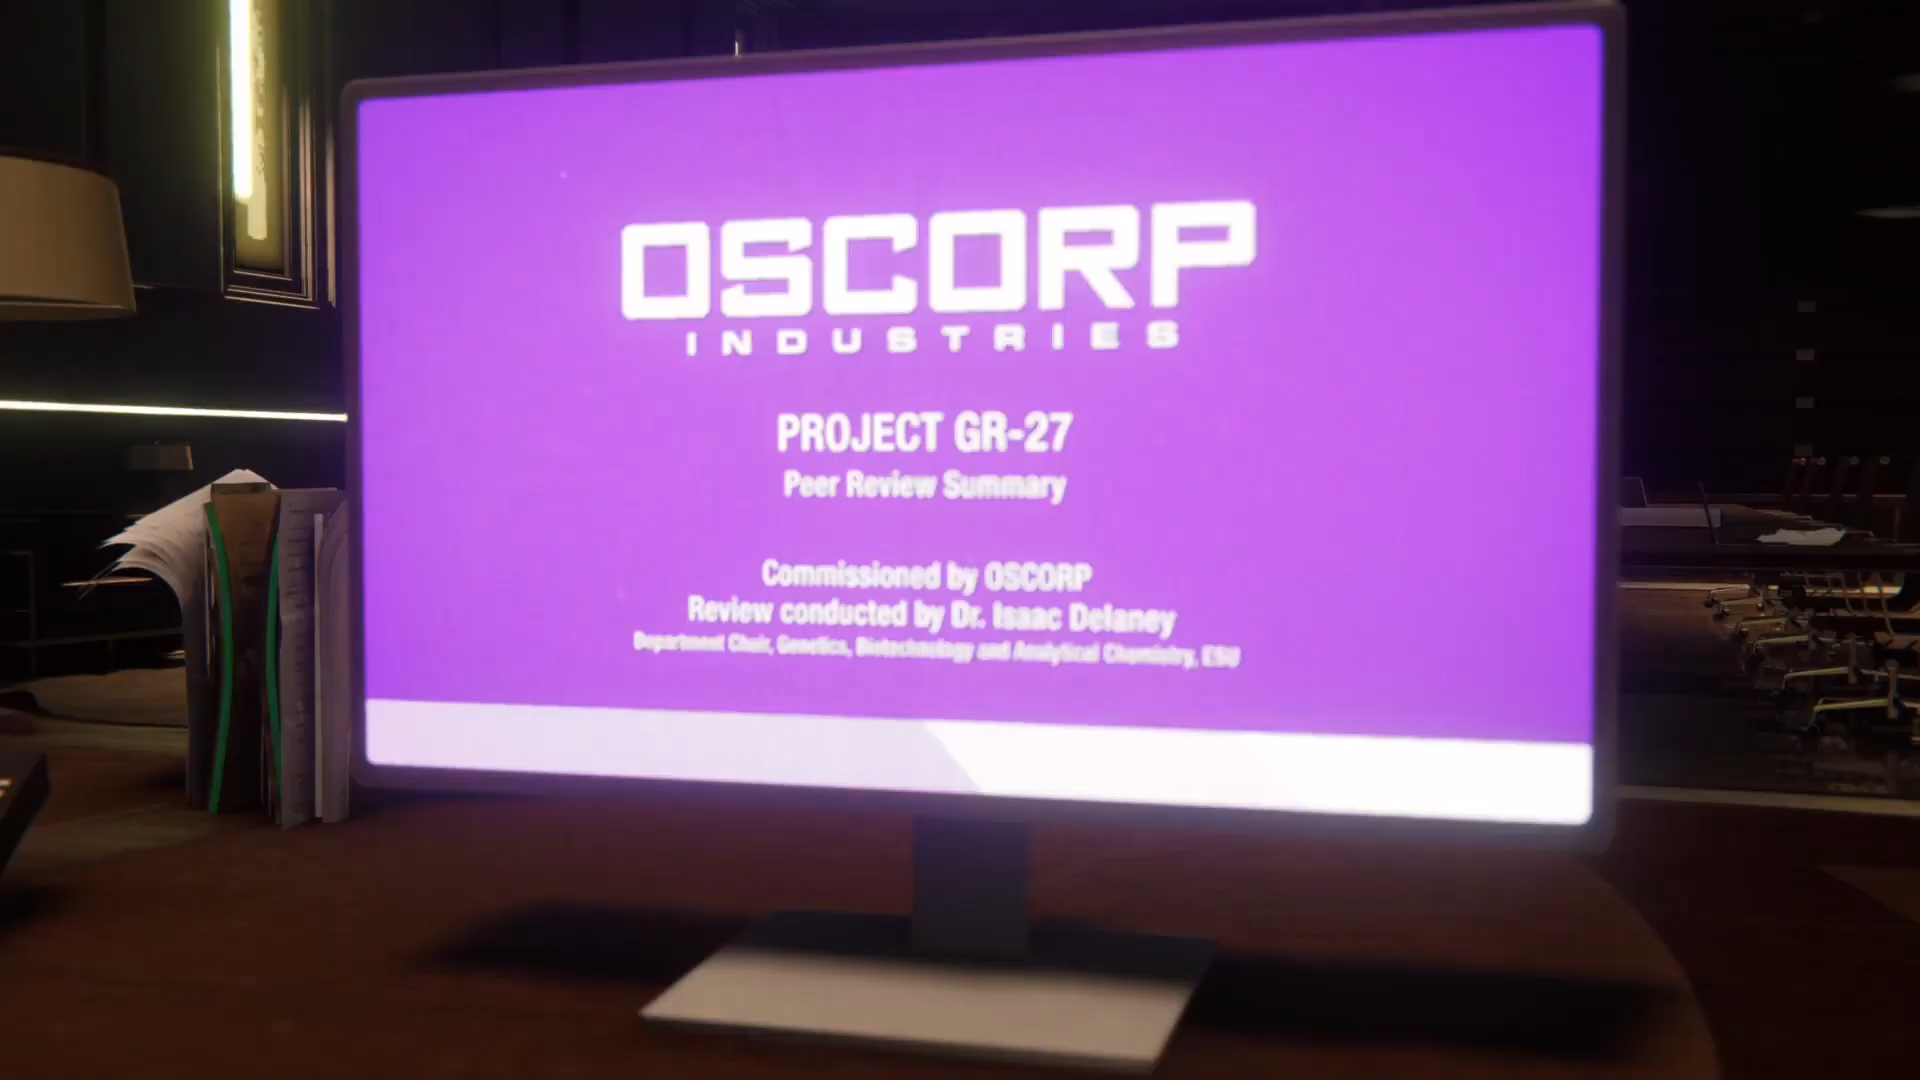 OSCORP
INDUSTRIES
PROJECT GR-27
Peer Review Summary
Commissioned by OSCORP
Review conducted by Dr. Isaac Delaney
Department Chair, Genetics, Biotechnology and Analytical Chemistry, ESU